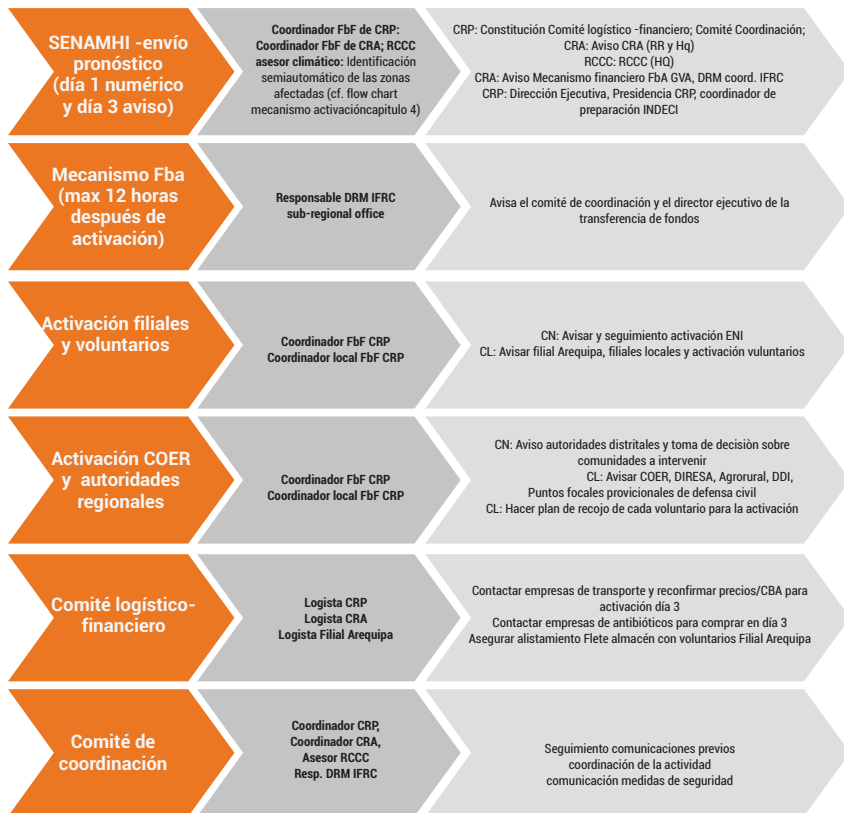 SENAMHI -envío
pronóstico
(día 1 numérico
y día 3 aviso)
Coordinador FbF de CRP:
Coordinador FbF de CRA; RCCC
asesor climático: Identificación
semiautomático de las zonas
afectadas (cf. flow chart
mecanismo activacióncapitulo 4)
CRP: Constitución Comité logístico -financiero; Comité Coordinación;
CRA: Aviso CRA (RR y Hq)
RCCC: RCCC (HQ)
CRA: Aviso Mecanismo financiero FbA GVA, DRM coord. IFRC
CRP: Dirección Ejecutiva, Presidencia CRP, coordinador de
preparación INDECI
Mecanismo Fba
(max 12 horas
después de
activación)
Responsable DRM IFRC
sub-regional office
Avisa el comité de coordinación y el director ejecutivo de la
transferencia de fondos
Activación filiales
y voluntarios
Coordinador FbF CRP
Coordinador local FbF CRP
CN: Avisar y seguimiento activación ENI
CL: Avisar filial Arequipa, filiales locales y activación voluntarios
Activación COER
y autoridades
regionales
Coordinador FbF CRP
Coordinador local FbF CRP
CN: Aviso autoridades distritales y toma de decisiòn sobre
comunidades a intervenir
CL: Avisar COER, DIRESA, Agrorural, DDI,
Puntos focales provicionales de defensa civil
CL: Hacer plan de recojo de cada voluntario para la activación
Comité logístico-
financiero
Logista CRP
Logista CRA
Logista Filial Arequipa
Contactar empresas de transporte y reconfirmar precios/CBA para
activación día 3
Contactar empresas de antibióticos para comprar en día 3
Asegurar alistamiento Flete almacén con voluntarios Filial Arequipa
Comité de
coordinación
Coordinador CRP,
Coordinador CRA,
Asesor RCCC
Resp. DRM IFRC
Seguimiento comunicaciones previos
coordinación de la actividad
comunicación medidas de seguridad